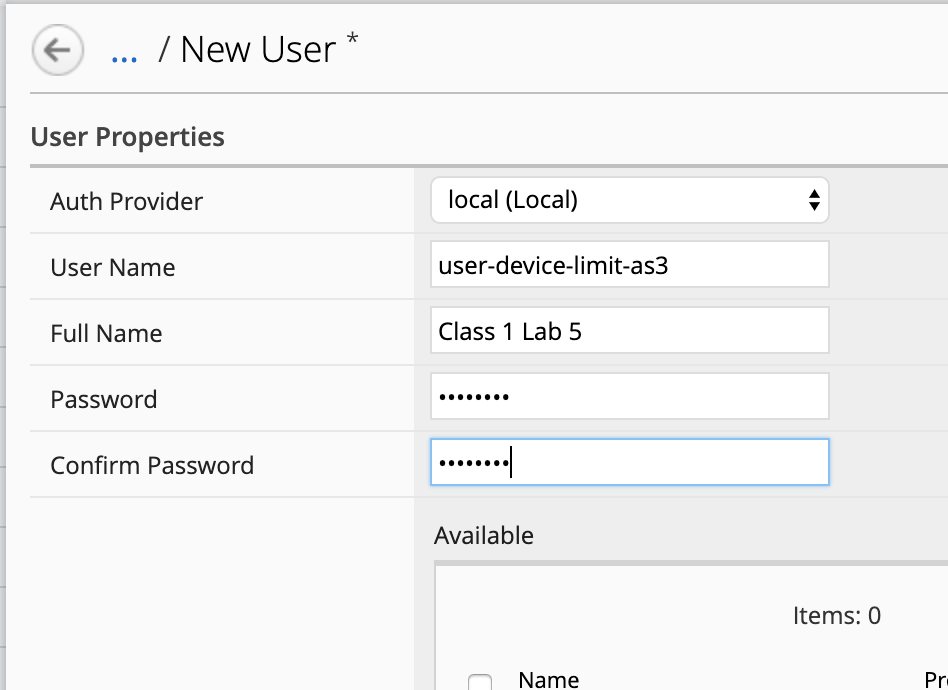 ... / New User *
User Properties
Auth Provider local (Local)
User Name user-device-limit-as3
Full Name Class 1 Lab 5
Password ••••••••
Confirm Password ••••••••
Available
Items: 0
Name